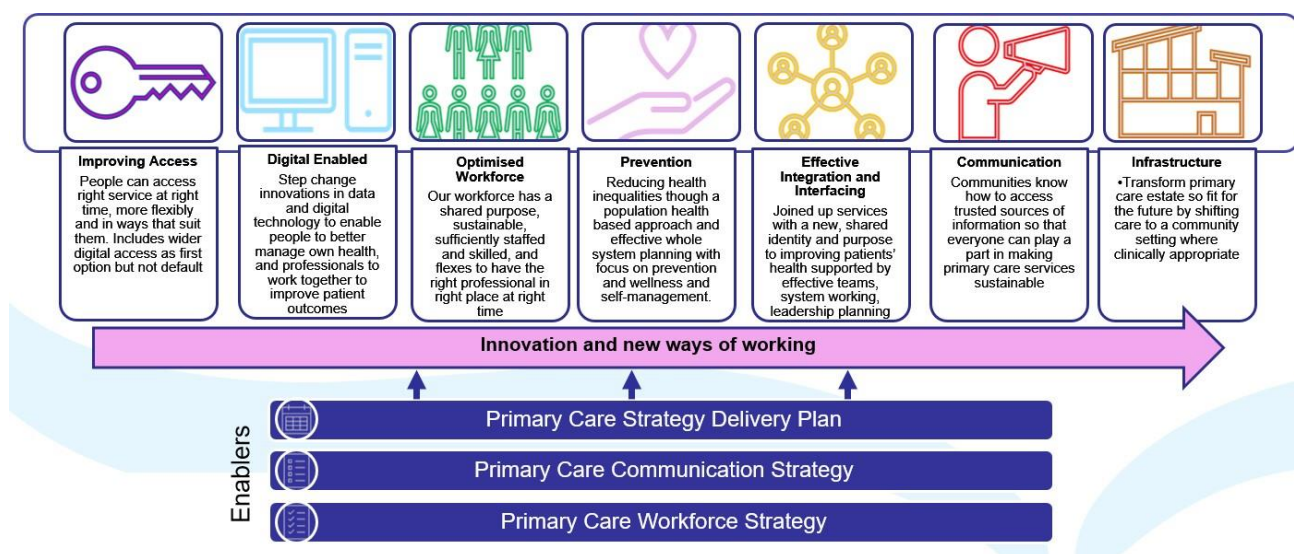 Improving Access
People can access
right service at right
time, more flexibly
and in ways that suit
them. Includes wider
digital access as first
option but not default
Digital Enabled
Step change
innovations in data
and digital
technology to enable
people to better
manage own health,
and professionals to
work together to
improve patient
outcomes
Optimised
Workforce
Our workforce has a
shared purpose,
sustainable,
sufficiently staffed
and skilled, and
flexes to have the
right professional in
right place at right
time
Prevention
Reducing health
inequalities though a
population health
based approach and
effective whole
system planning with
focus on prevention
and wellness and
self-management.
Effective
Integration and
Interfacing
Joined up services
with a new, shared
identity and purpose
to improving patients'
health supported by
effective teams,
system working,
leadership planning
Communication
Communities know
how to access
trusted sources of
information so that
everyone can play a
part in making
primary care services
sustainable
Infrastructure
•Transform primary
care estate so fit for
the future by shifting
care to a community
setting where
clinically appropriate
Innovation and new ways of working
Enablers
Primary Care Strategy Delivery Plan
Primary Care Communication Strategy
Primary Care Workforce Strategy